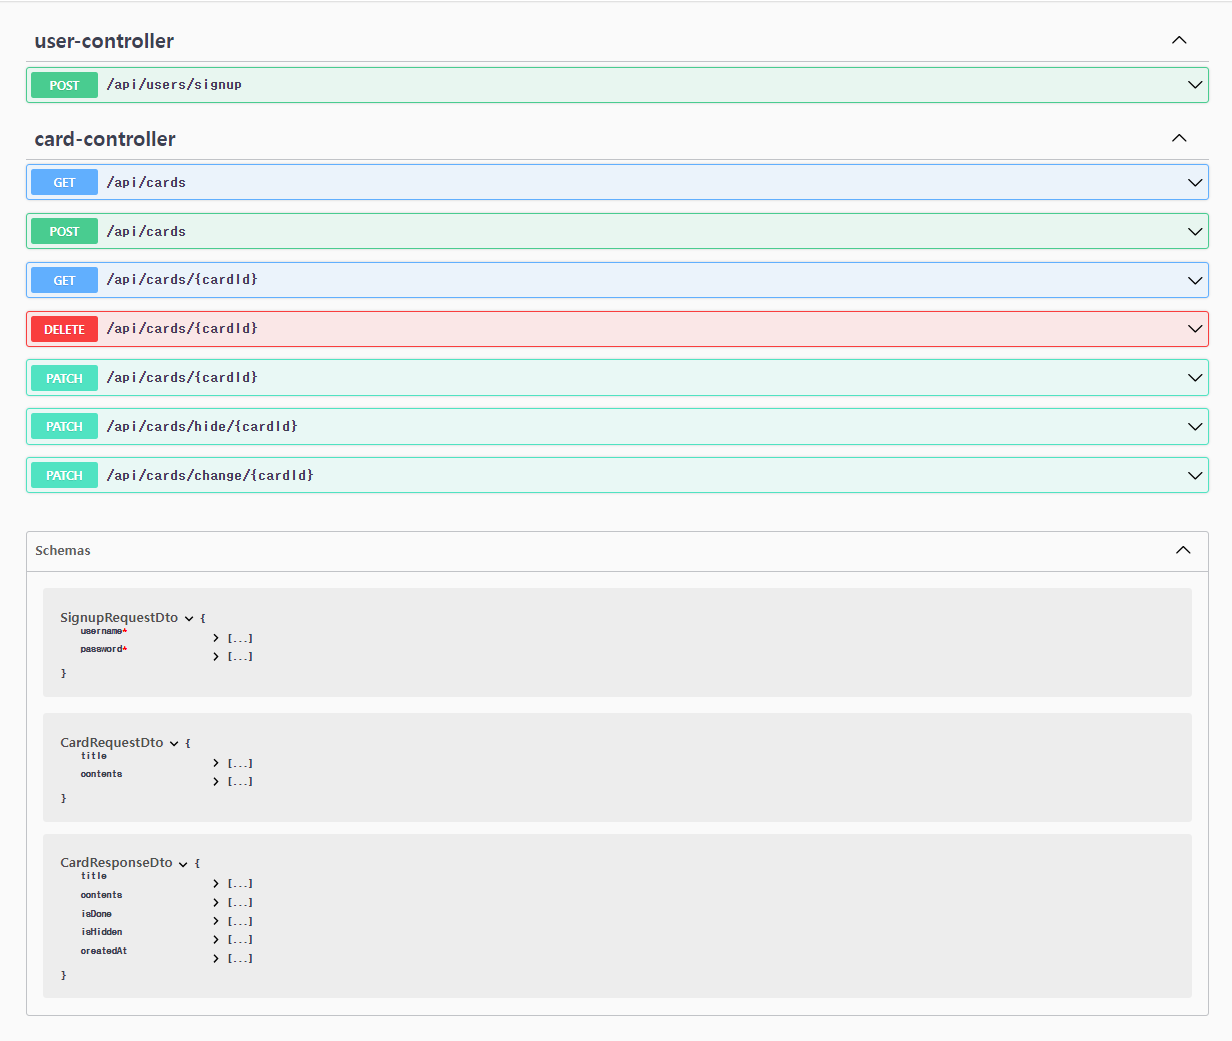 user-controller
POST /api/users/signup
card-controller
GET /api/cards
POST /api/cards
GET /api/cards/{cardId}
DELETE /api/cards/{cardId}
PATCH /api/cards/{cardId}
PATCH /api/cards/hide/{cardId}
PATCH /api/cards/change/{cardId}
Schemas
SignupRequestDto {
username* [...]
password* [...]
}
CardRequestDto {
title [...]
contents [...]
}
CardResponseDto {
title [...]
contents [...]
isDone [...]
isHidden [...]
createdAt [...]
}